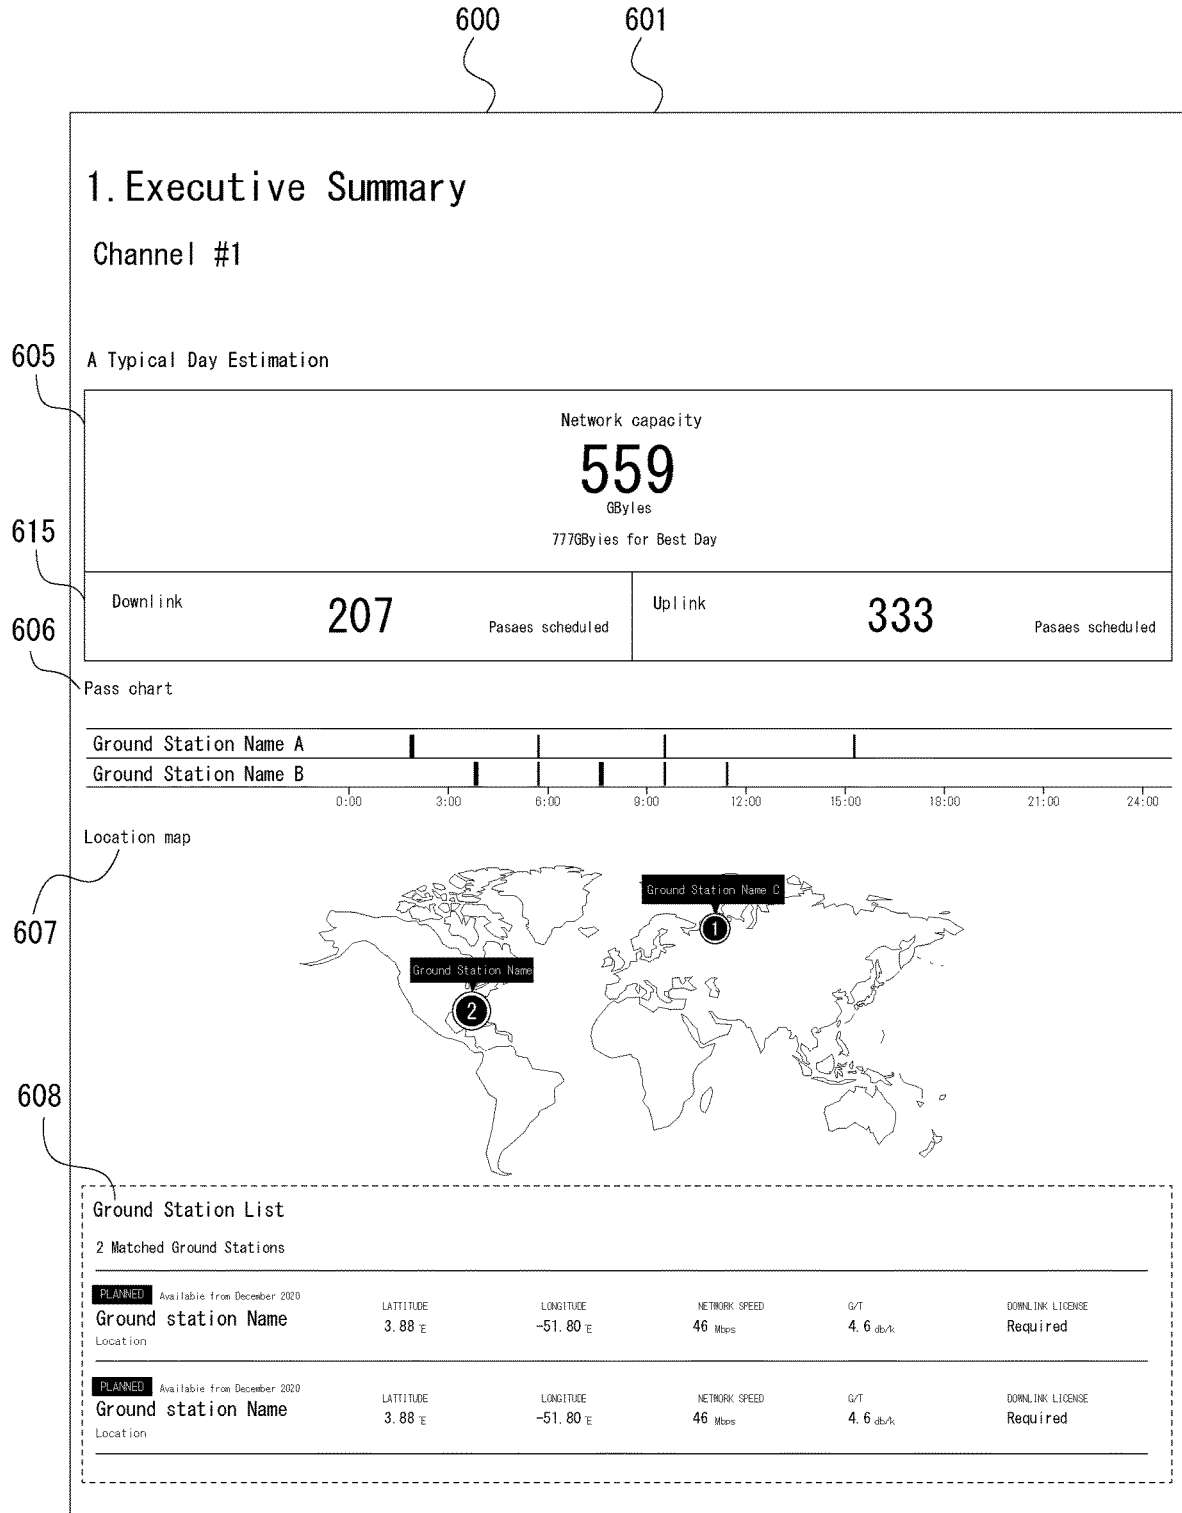 600 601
1. Executive Summary
Channel #1
605 A Typical Day Estimation
Network capacity
559
GByles
777GByies for Best Day
615
Downlink 207 Pasaes scheduled Uplink 333 Pasaes scheduled
606
Pass chart
Ground Station Name A
Ground Station Name B
0:00 3:00 6:00 9:00 12:00 15:00 18:00 21:00 24:00
Location map
607
Ground Station Name C
1
Ground Station Name
2
608
Ground Station List
2 Matched Ground Stations
PLANNED Available from December 2020
Ground station Name
Location
LATTITUDE
3.88 °E
LONGITUDE
-51.80 °E
NETWORK SPEED
46 Mbps
G/T
4.6 db/k
DOWNLINK LICENSE
Required
PLANNED Available from December 2020
Ground station Name
Location
LATTITUDE
3.88 °E
LONGITUDE
-51.80 °E
NETWORK SPEED
46 Mbps
G/T
4.6 db/k
DOWNLINK LICENSE
Required